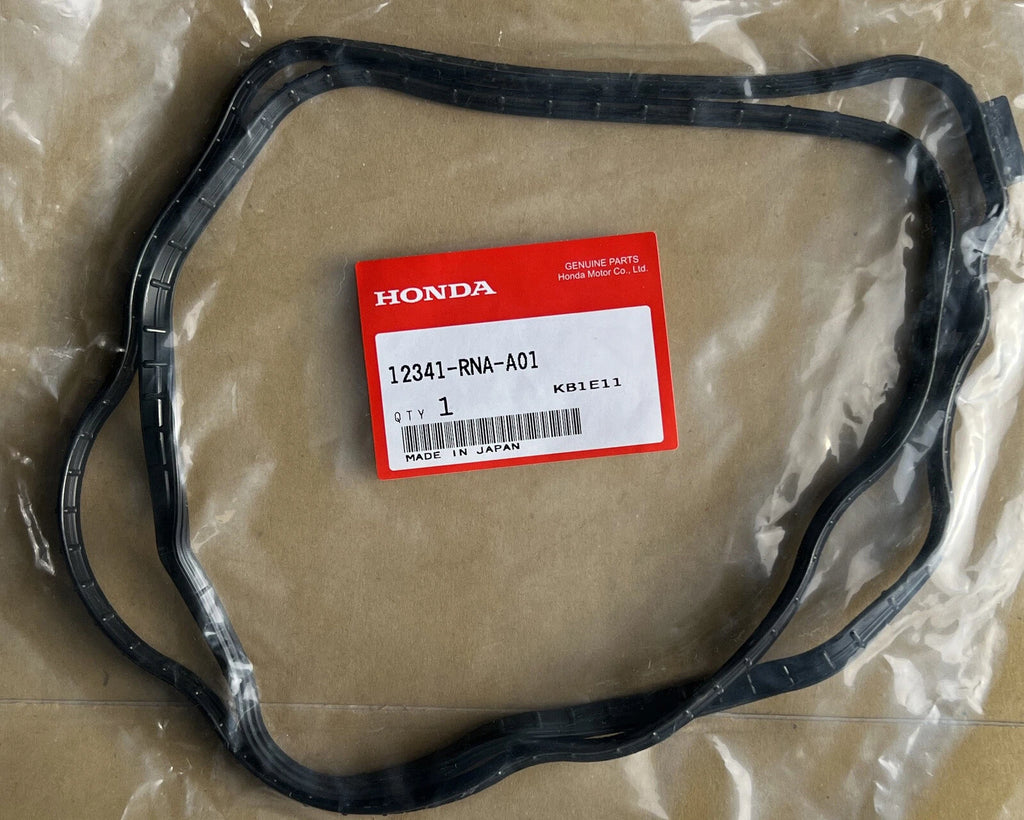 HONDA
GENUINE PARTS
Honda Motor Co., Ltd.
12341-RNA-A01
KB1E11
QTY 1
MADE IN JAPAN